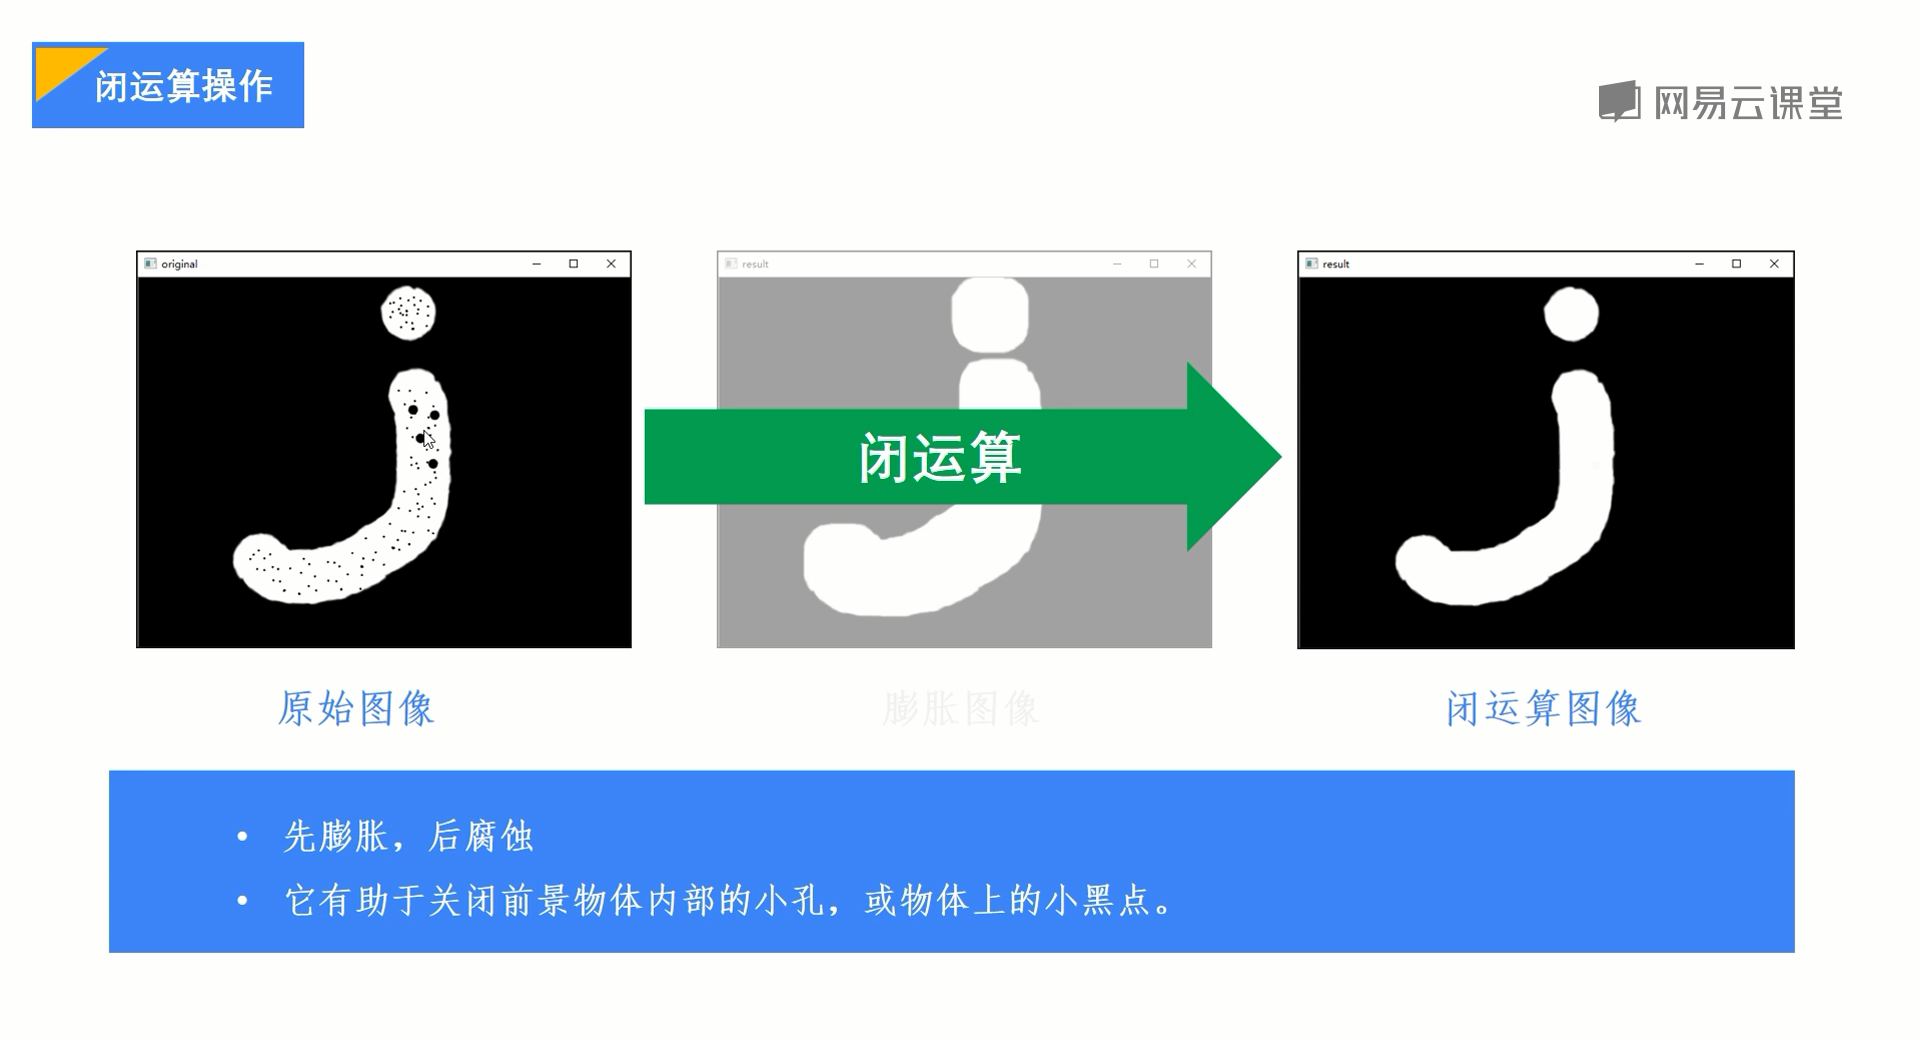 闭运算操作
网易云课堂
original
result
result
闭运算
原始图像
膨胀图像
闭运算图像
• 先膨胀，后腐蚀
• 它有助于关闭前景物体内部的小孔，或物体上的小黑点。